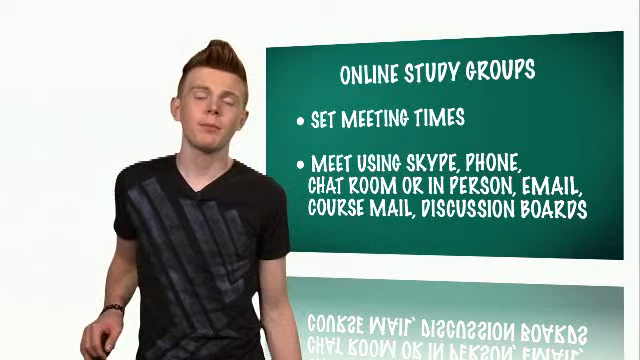 ONLINE STUDY GROUPS
• SET MEETING TIMES
• MEET USING SKYPE, PHONE,
CHAT ROOM OR IN PERSON, EMAIL,
COURSE MAIL, DISCUSSION BOARDS